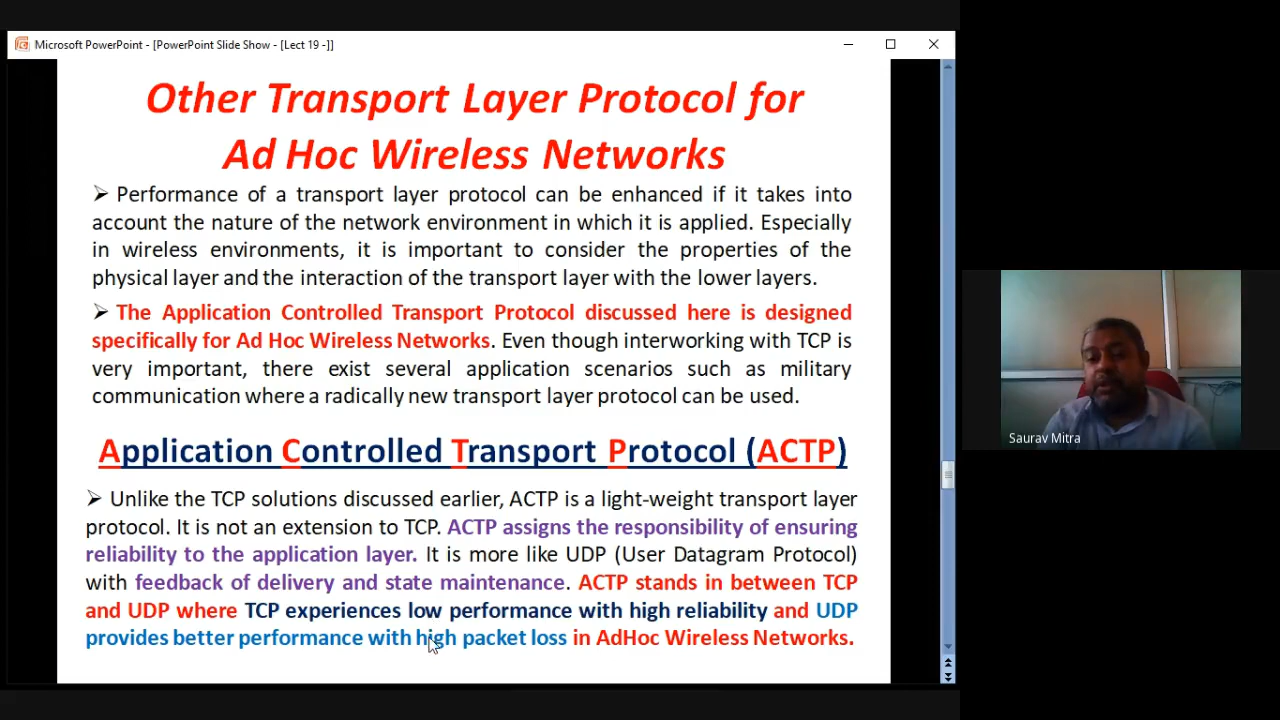 Microsoft PowerPoint - [PowerPoint Slide Show - [Lect 19 -]]
Other Transport Layer Protocol for
Ad Hoc Wireless Networks
➢ Performance of a transport layer protocol can be enhanced if it takes into
account the nature of the network environment in which it is applied. Especially
in wireless environments, it is important to consider the properties of the
physical layer and the interaction of the transport layer with the lower layers.
➢ The Application Controlled Transport Protocol discussed here is designed
specifically for Ad Hoc Wireless Networks. Even though interworking with TCP is
very important, there exist several application scenarios such as military
communication where a radically new transport layer protocol can be used.
Application Controlled Transport Protocol (ACTP)
➢ Unlike the TCP solutions discussed earlier, ACTP is a light-weight transport layer
protocol. It is not an extension to TCP. ACTP assigns the responsibility of ensuring
reliability to the application layer. It is more like UDP (User Datagram Protocol)
with feedback of delivery and state maintenance. ACTP stands in between TCP
and UDP where TCP experiences low performance with high reliability and UDP
provides better performance with high packet loss in AdHoc Wireless Networks.
Saurav Mitra